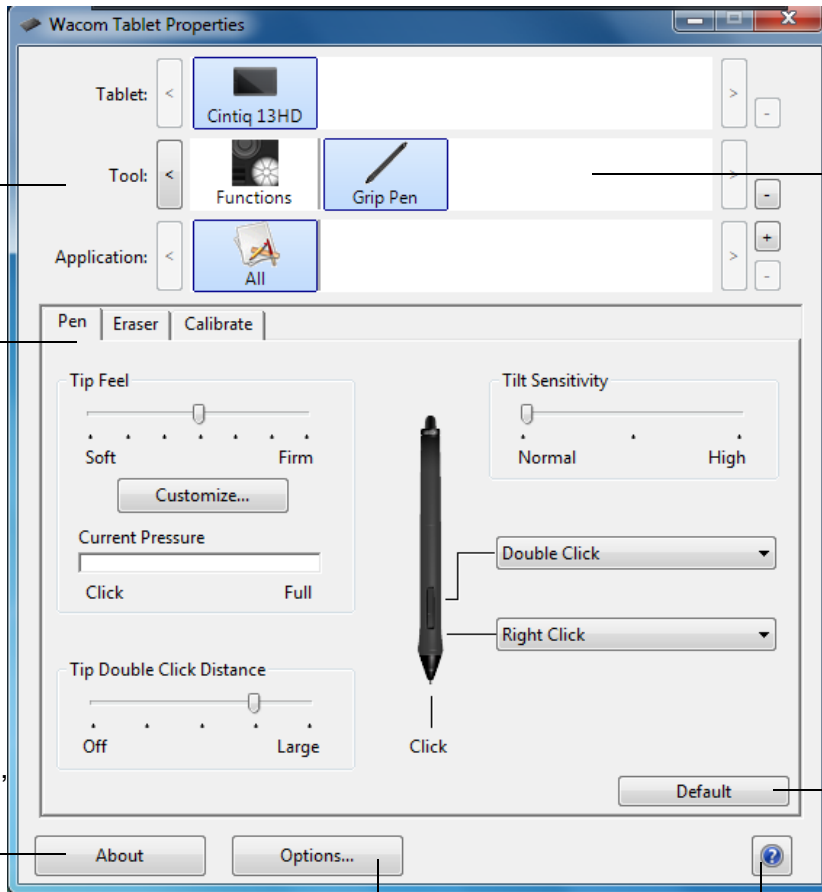 Wacom Tablet Properties
Tablet: < Cintiq 13HD > -
Tool: < Functions Grip Pen > -
Application: < All > + -
Pen Eraser Calibrate
Tip Feel
Soft Firm
Customize...
Current Pressure
Click Full
Tip Double Click Distance
Off Large
Tilt Sensitivity
Normal High
Double Click
Right Click
Click
Default
,
About Options... ?